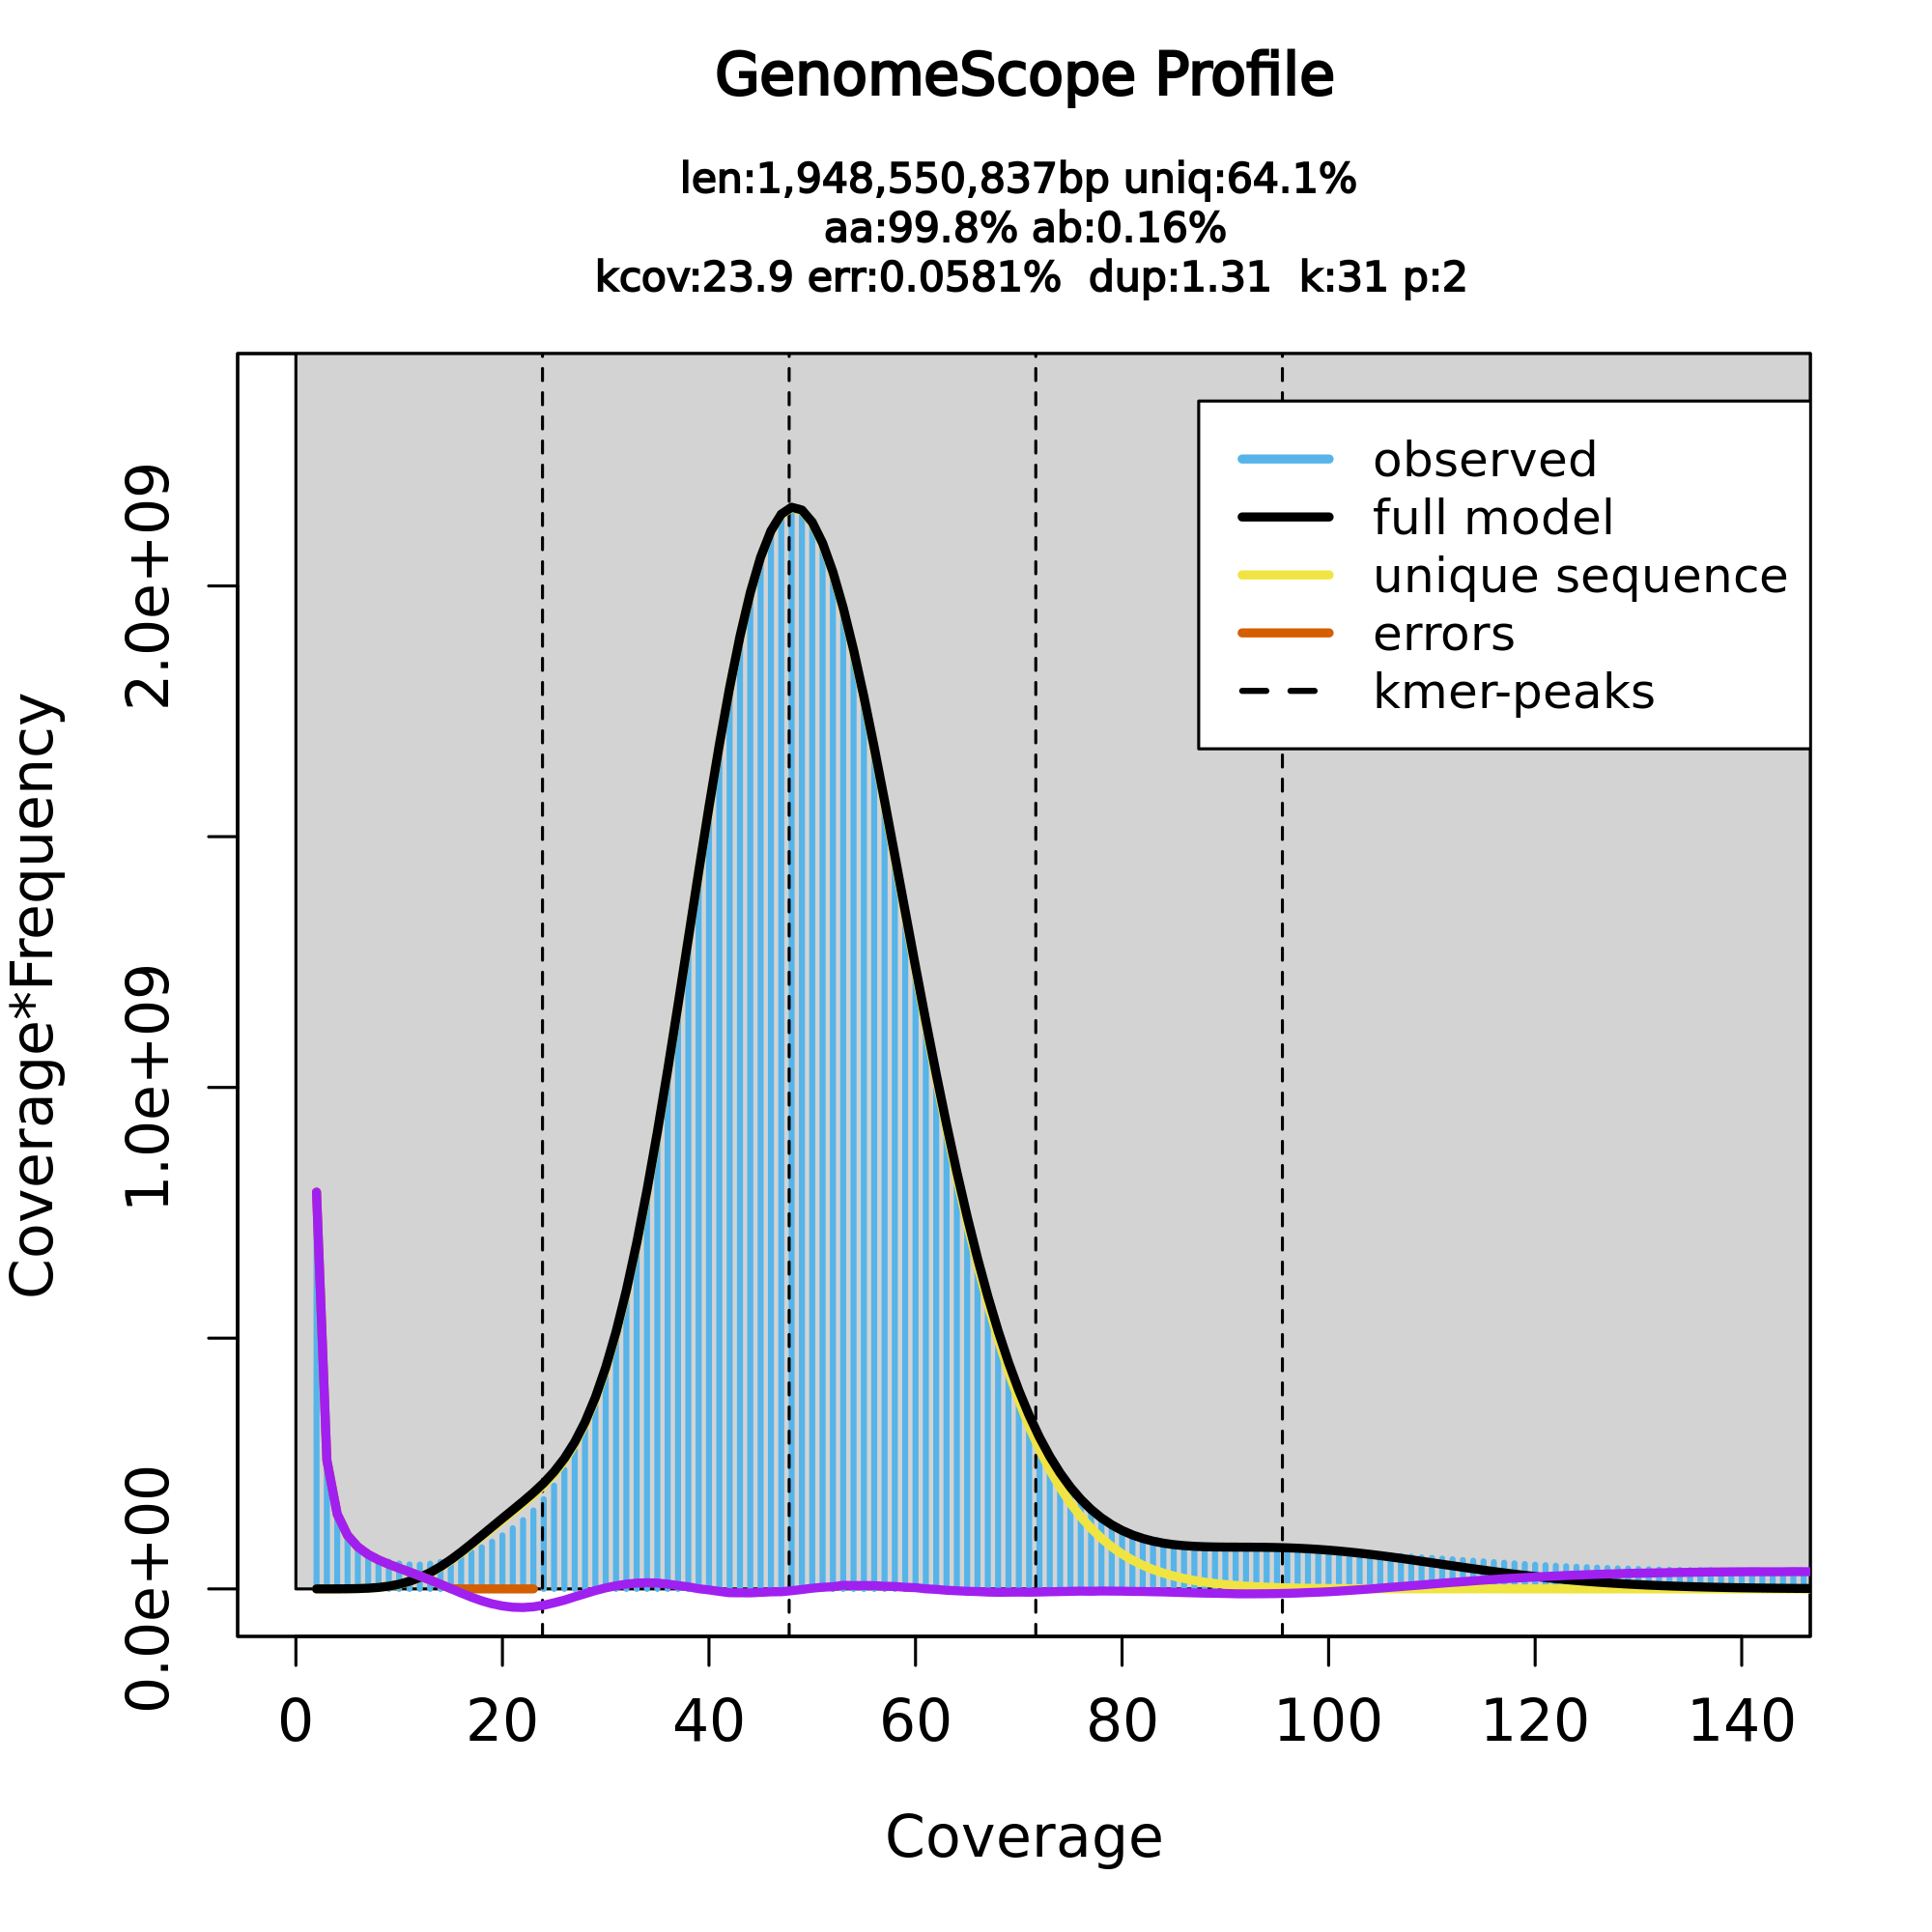 GenomeScope Profile
len:1,948,550,837bp uniq:64.1%
aa:99.8% ab:0.16%
kcov:23.9 err:0.0581% dup:1.31 k:31 p:2
observed
full model
unique sequence
errors
kmer-peaks
Coverage*Frequency
2.0e+09
1.0e+09
0.0e+00
0 20 40 60 80 100 120 140
Coverage